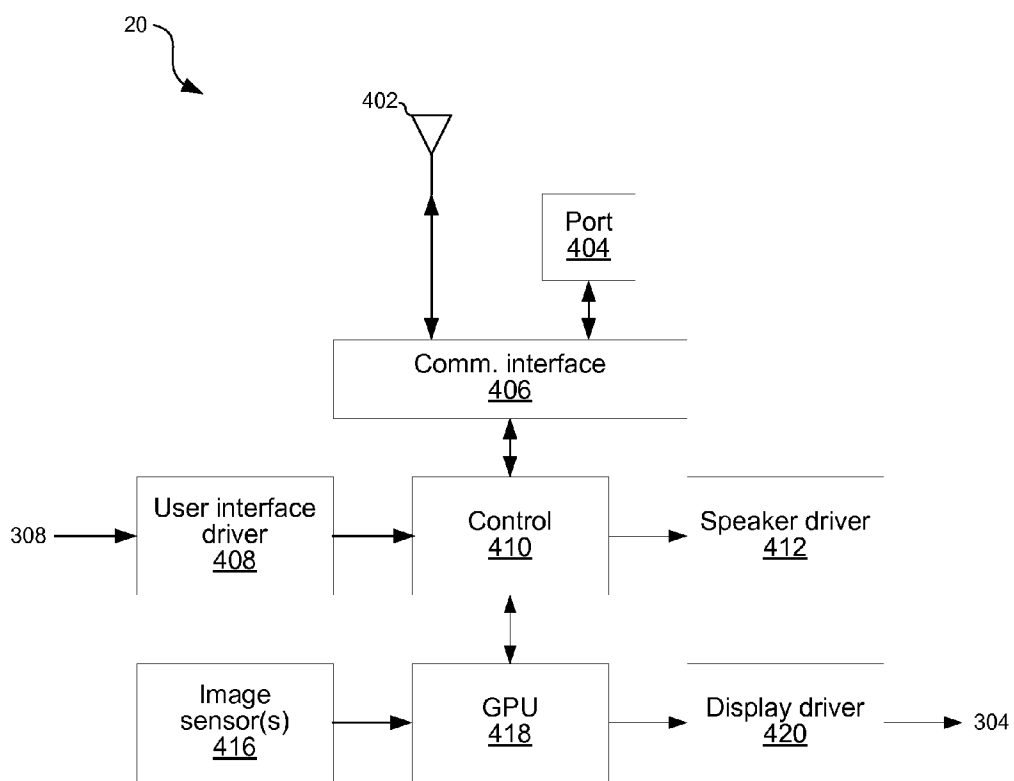 20
402
Port
404
Comm. interface
406
308
User interface
driver
408
Control
410
Speaker driver
412
Image
sensor(s)
416
GPU
418
Display driver
420
304